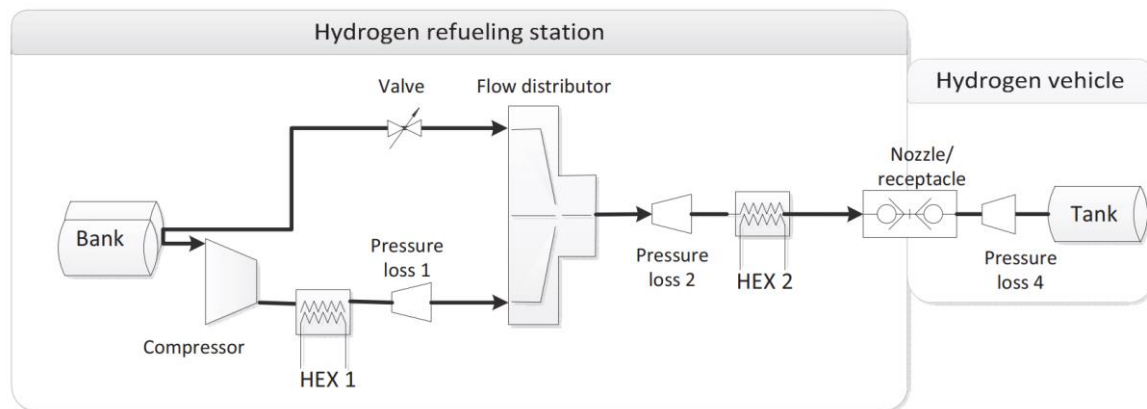 Hydrogen refueling station
Hydrogen vehicle
Valve
Flow distributor
Nozzle/
receptacle
Bank
Tank
Pressure
loss 1
Pressure
loss 2
HEX 2
Pressure
loss 4
Compressor
HEX 1